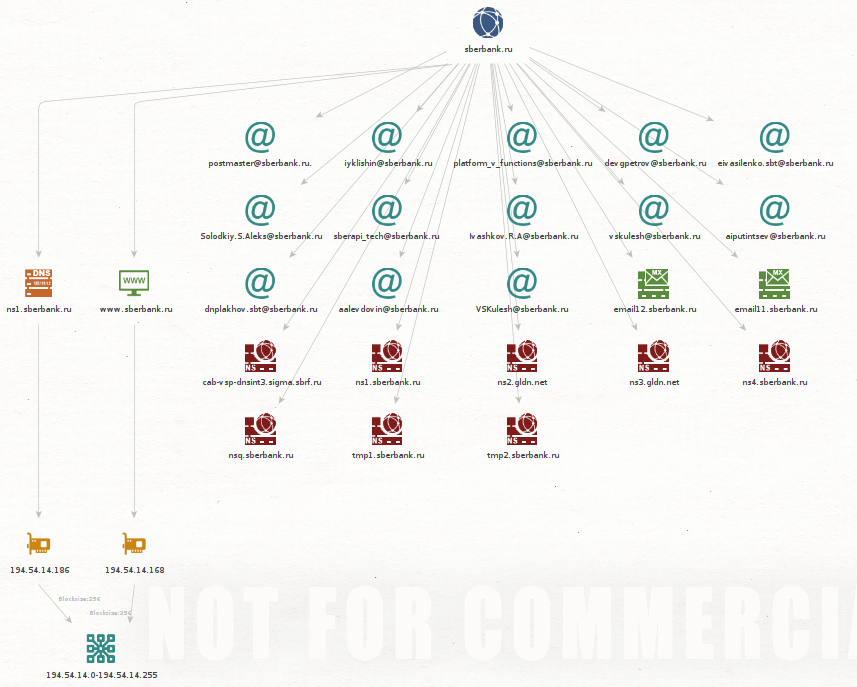 sberbank.ru
postmaster@sberbank.ru.
iyklishin@sberbank.ru
platform_v_functions@sberbank.ru
devgpetrov@sberbank.ru
eivasilenko.sbt@sberbank.ru
Solodkiy.S.Aleks@sberbank.ru
sberapi_tech@sberbank.ru
Ivashkov.R.A@sberbank.ru
vskulesh@sberbank.ru
aiputintsev@sberbank.ru
DNS
WWW
MX
MX
ns1.sberbank.ru
www.sberbank.ru
dnplakhov.sbt@sberbank.ru
aalevdovin@sberbank.ru
VSKulesh@sberbank.ru
email12.sberbank.ru
email11.sberbank.ru
NS
NS
NS
NS
NS
cab-vsp-dnsint3.sigma.sbrf.ru
ns1.sberbank.ru
ns2.gldn.net
ns3.gldn.net
ns4.sberbank.ru
NS
NS
NS
nsq.sberbank.ru
tmp1.sberbank.ru
tmp2.sberbank.ru
194.54.14.186
194.54.14.168
Blocksize:256
Blocksize:256
NOT FOR COMMERCIA
194.54.14.0-194.54.14.255